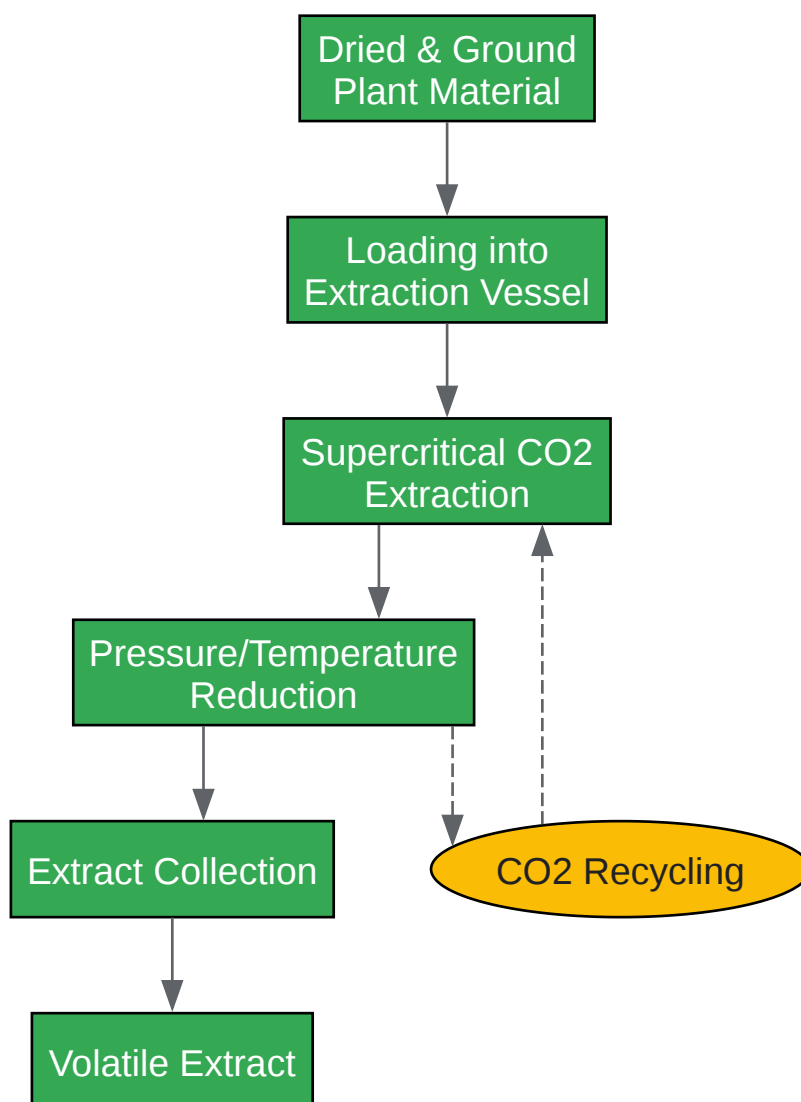 Dried & Ground
Plant Material
Loading into
Extraction Vessel
Supercritical CO2
Extraction
Pressure/Temperature
Reduction
Extract Collection
CO2 Recycling
Volatile Extract